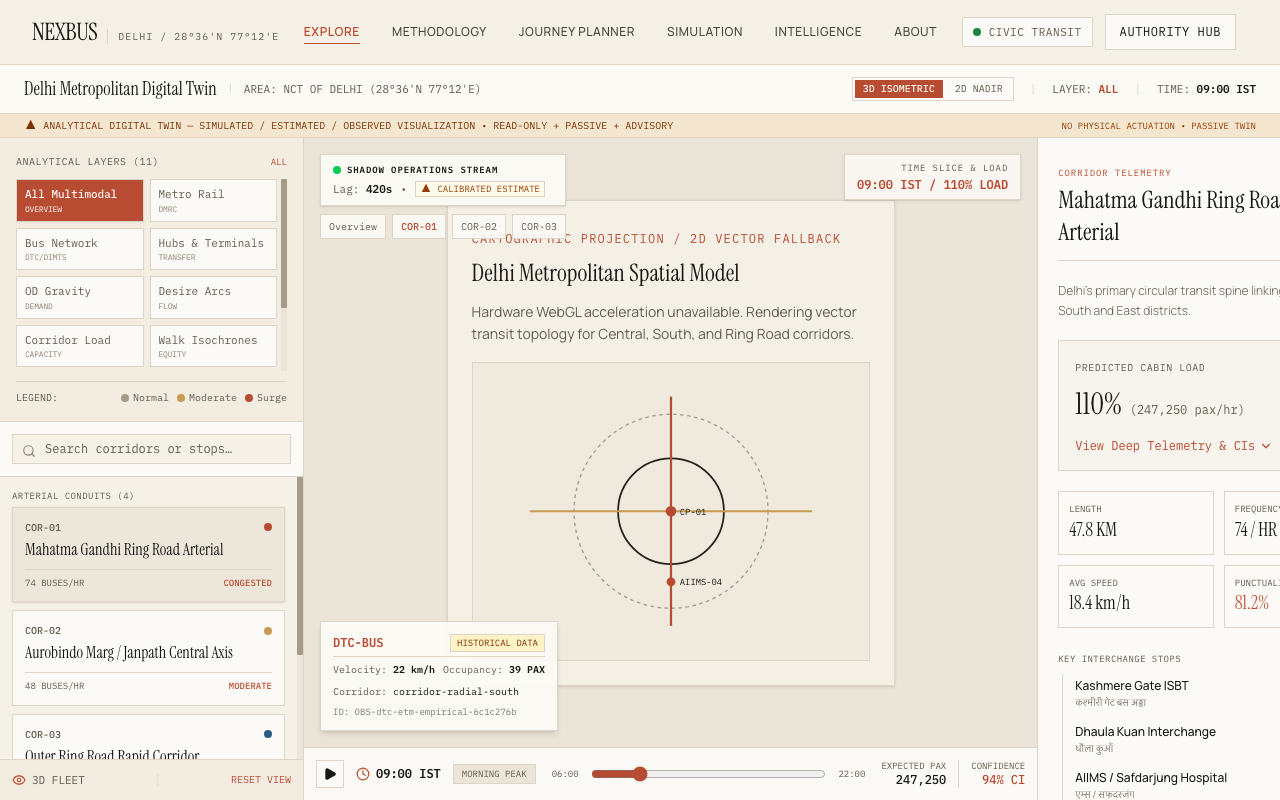 NEXBUS
DELHI / 28°36'N 77°12'E
EXPLORE
METHODOLOGY
JOURNEY PLANNER
SIMULATION
INTELLIGENCE
ABOUT
CIVIC TRANSIT
AUTHORITY HUB
Delhi Metropolitan Digital Twin
AREA: NCT OF DELHI (28°36'N 77°12'E)
3D ISOMETRIC
2D NADIR
LAYER: ALL
TIME: 09:00 IST
ANALYTICAL DIGITAL TWIN — SIMULATED / ESTIMATED / OBSERVED VISUALIZATION • READ-ONLY + PASSIVE + ADVISORY
NO PHYSICAL ACTUATION • PASSIVE TWIN
ANALYTICAL LAYERS (11)
ALL
All Multimodal
OVERVIEW
Metro Rail
DMRC
Bus Network
DTC/DIMTS
Hubs & Terminals
TRANSFER
OD Gravity
DEMAND
Desire Arcs
FLOW
Corridor Load
CAPACITY
Walk Isochrones
EQUITY
LEGEND:
Normal
Moderate
Surge
Search corridors or stops…
ARTERIAL CONDUITS (4)
COR-01
Mahatma Gandhi Ring Road Arterial
74 BUSES/HR
CONGESTED
COR-02
Aurobindo Marg / Janpath Central Axis
48 BUSES/HR
MODERATE
COR-03
Outer Ring Road Rapid Corridor
3D FLEET
RESET VIEW
SHADOW OPERATIONS STREAM
Lag: 420s •
CALIBRATED ESTIMATE
Overview
COR-01
COR-02
COR-03
TIME SLICE & LOAD
09:00 IST / 110% LOAD
CARTOGRAPHIC PROJECTION / 2D VECTOR FALLBACK
Delhi Metropolitan Spatial Model
Hardware WebGL acceleration unavailable. Rendering vector
transit topology for Central, South, and Ring Road corridors.
CP-01
AIIMS-04
DTC-BUS
HISTORICAL DATA
Velocity: 22 km/h
Occupancy: 39 PAX
Corridor: corridor-radial-south
ID: OBS-dtc-etm-empirical-6c1c276b
09:00 IST
MORNING PEAK
06:00
22:00
EXPECTED PAX
247,250
CONFIDENCE
94% CI
CORRIDOR TELEMETRY
Mahatma Gandhi Ring Roa
Arterial
Delhi's primary circular transit spine linking
South and East districts.
PREDICTED CABIN LOAD
110% (247,250 pax/hr)
View Deep Telemetry & CIs
LENGTH
47.8 KM
FREQUENCY
74 / HR
AVG SPEED
18.4 km/h
PUNCTUAL
81.2%
KEY INTERCHANGE STOPS
Kashmere Gate ISBT
कश्मीरी गेट बस अड्डा
Dhaula Kuan Interchange
धौला कुआँ
AIIMS / Safdarjung Hospital
एम्स / सफदरजंग